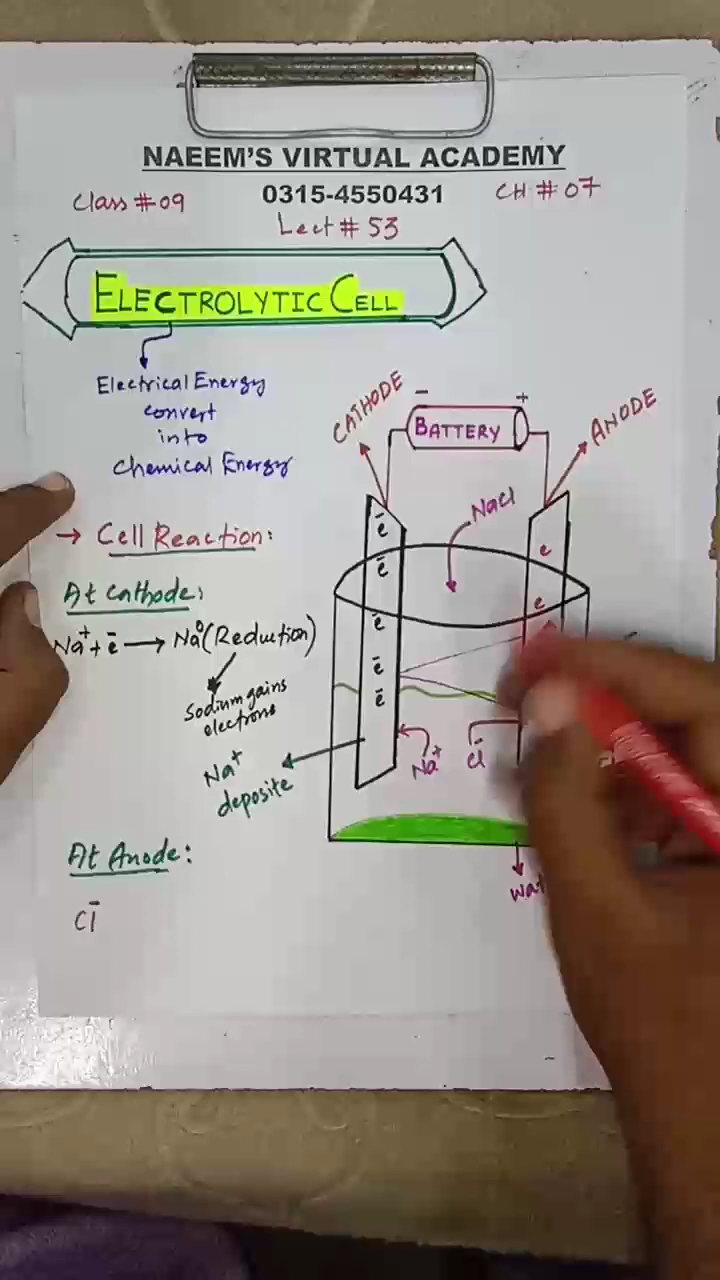 NAEEM'S VIRTUAL ACADEMY
Class #09
0315-4550431
CH # 07
Lect # 53
ELECTROLYTIC CELL
Electrical Energy
convert
into
chemical Energy
CATHODE
-
+
BATTERY
ANODE
NaCl
→ Cell Reaction:
At Cathode:
Na⁺ + e⁻ → Na⁰ (Reduction)
Sodium gains
electrons
Na⁺
deposite
e⁻
e⁻
e⁻
e⁻
e⁻
e
e
Na⁺
Cl⁻
At Anode:
Cl⁻